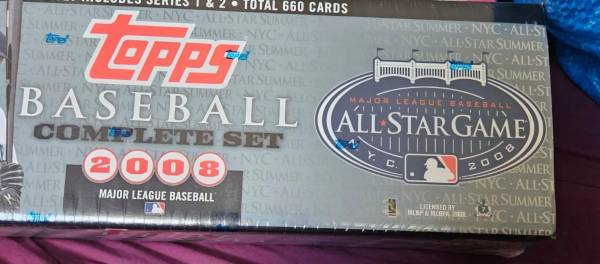 INCLUDES SERIES 1 & 2 • TOTAL 660 CARDS
topps
BASEBALL
COMPLETE SET
2008
MAJOR LEAGUE BASEBALL
MAJOR LEAGUE BASEBALL
ALL★STAR GAME
N.Y.C. 2008
LICENSED BY
MLBP & MLBPA, 2008.